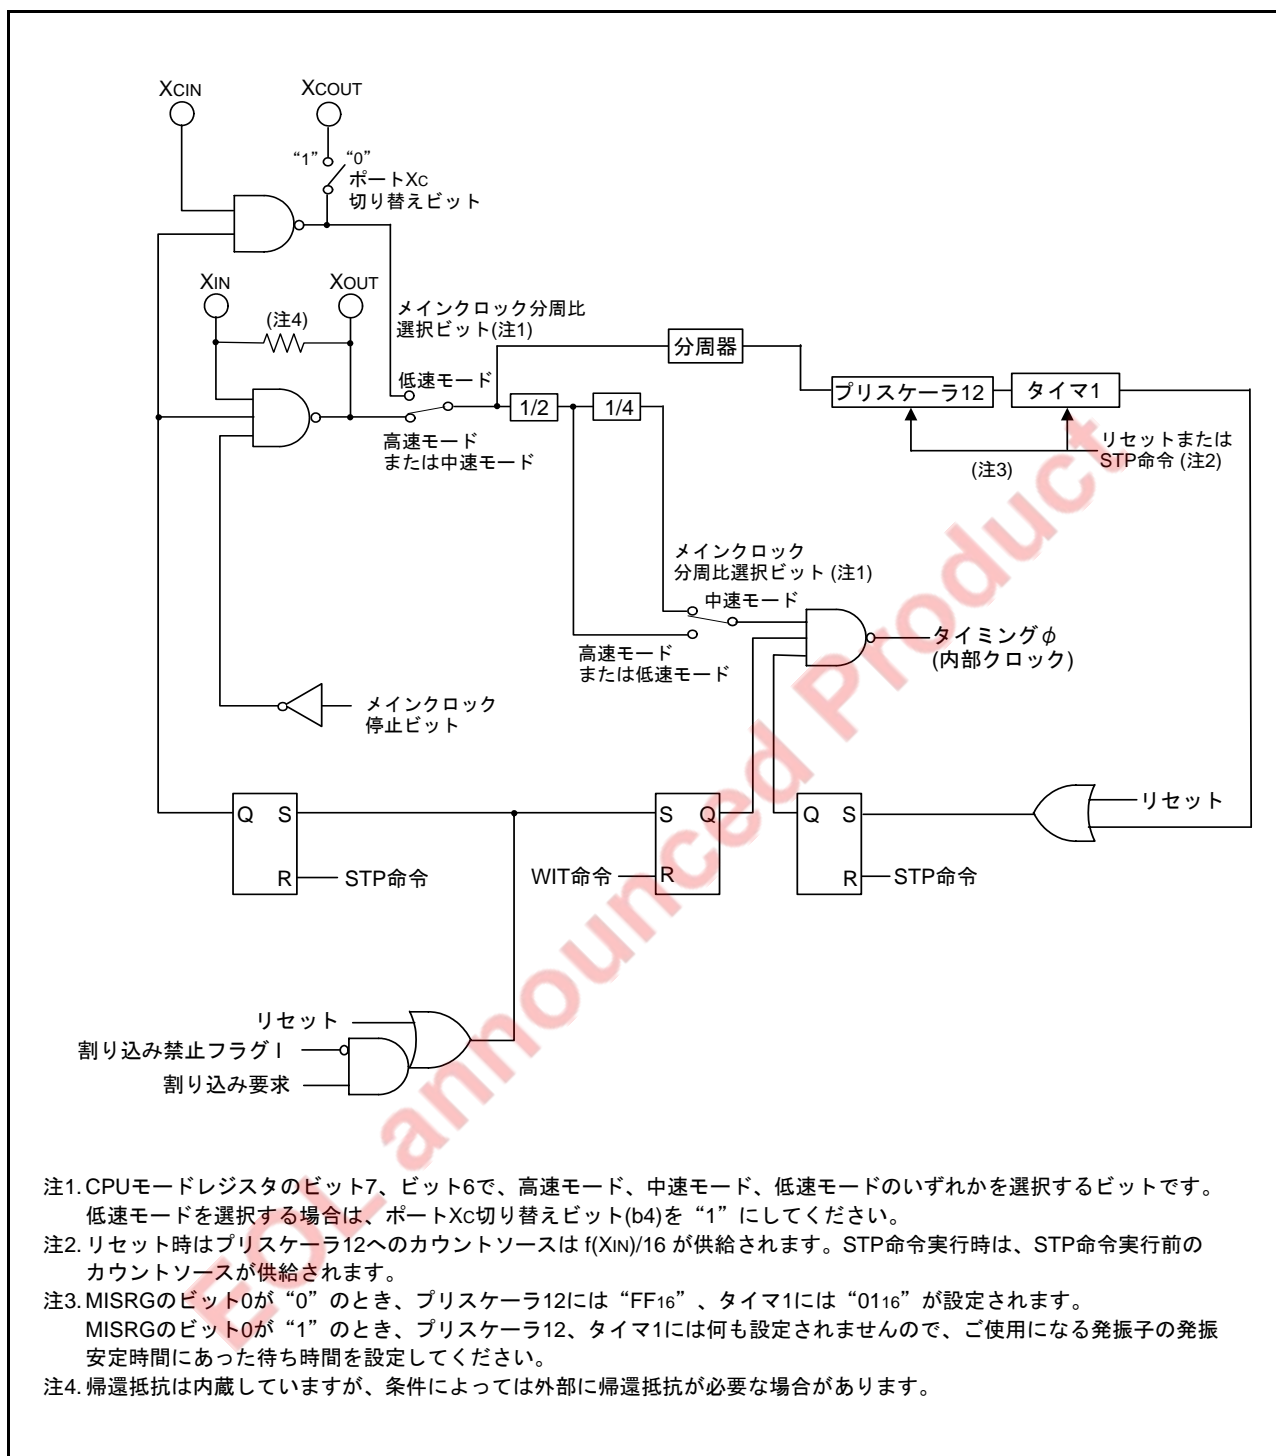 XCIN
XCOUT
“1” “0”
ポートXC
切り替えビット
XIN
XOUT
(注4)
メインクロック分周比
選択ビット(注1)
低速モード
分周器
プリスケーラ12
タイマ1
1/2
1/4
高速モード
または中速モード
リセットまたは
STP命令 (注2)
(注3)
メインクロック
分周比選択ビット (注1)
中速モード
タイミングφ
(内部クロック)
高速モード
または低速モード
メインクロック
停止ビット
Q S
R
STP命令
S Q
R
WIT命令
Q S
R
STP命令
リセット
リセット
割り込み禁止フラグ I
割り込み要求
注1. CPUモードレジスタのビット7、ビット6で、高速モード、中速モード、低速モードのいずれかを選択するビットです。
低速モードを選択する場合は、ポートXC切り替えビット(b4)を“1”にしてください。
注2. リセット時はプリスケーラ12へのカウントソースは f(XIN)/16 が供給されます。STP命令実行時は、STP命令実行前の
カウントソースが供給されます。
注3. MISRGのビット0が“0”のとき、プリスケーラ12には“FF16”、タイマ1には“0116”が設定されます。
MISRGのビット0が“1”のとき、プリスケーラ12、タイマ1には何も設定されませんので、ご使用になる発振子の発振
安定時間にあった待ち時間を設定してください。
注4. 帰還抵抗は内蔵していますが、条件によっては外部に帰還抵抗が必要な場合があります。
EOL announced Product